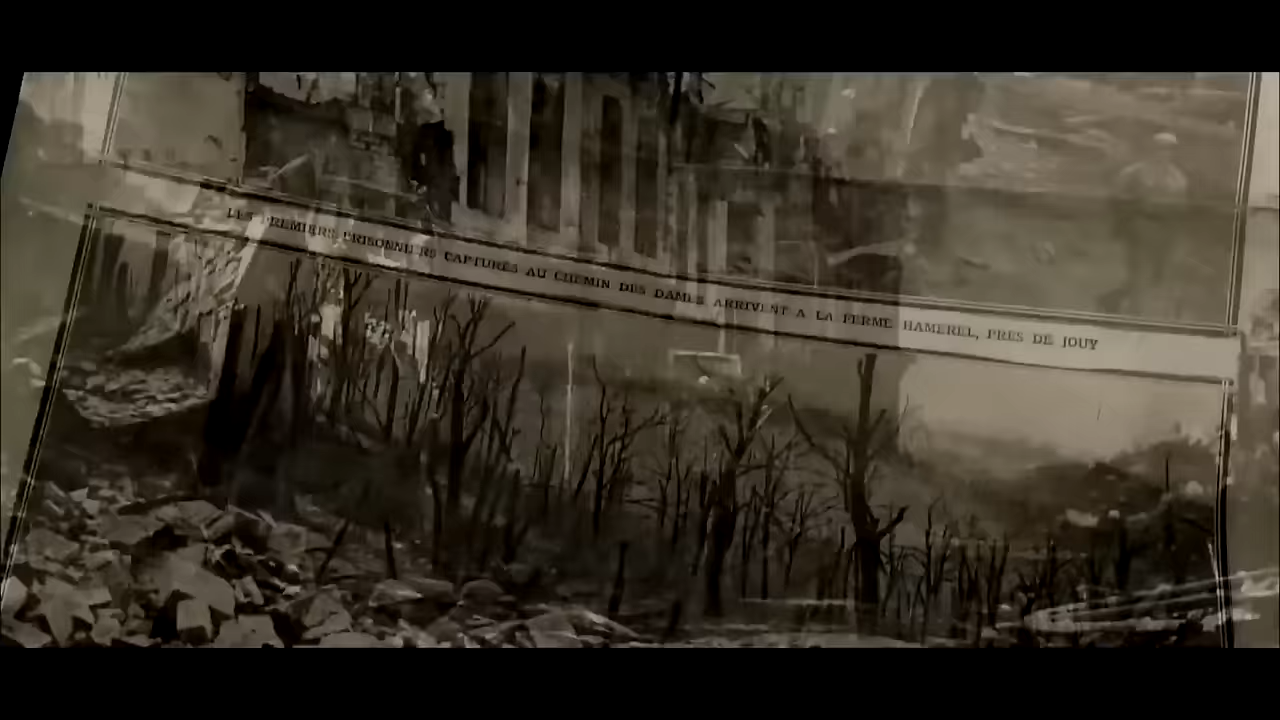 LES PREMIERS PRISONNIERS CAPTURÉS AU CHEMIN DES DAMES ARRIVENT A LA FERME HAMEREL, PRÈS DE JOUY